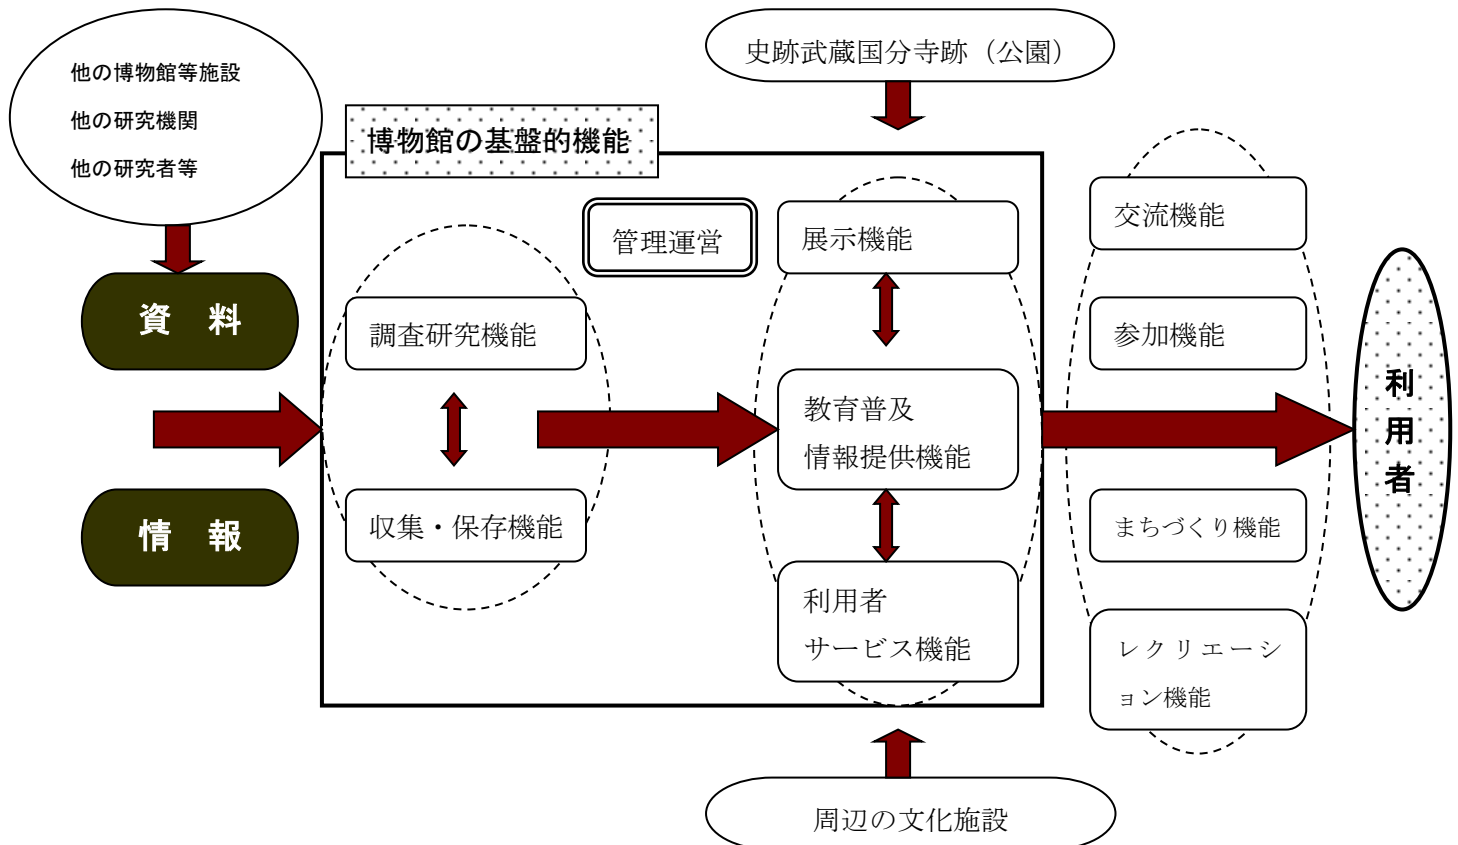 史跡武蔵国分寺跡（公園）
他の博物館等施設
他の研究機関
他の研究者等
博物館の基盤的機能
管理運営
資　料
情　報
調査研究機能
収集・保存機能
展示機能
教育普及
情報提供機能
利用者
サービス機能
交流機能
参加機能
まちづくり機能
レクリエーシ
ョン機能
利
用
者
周辺の文化施設